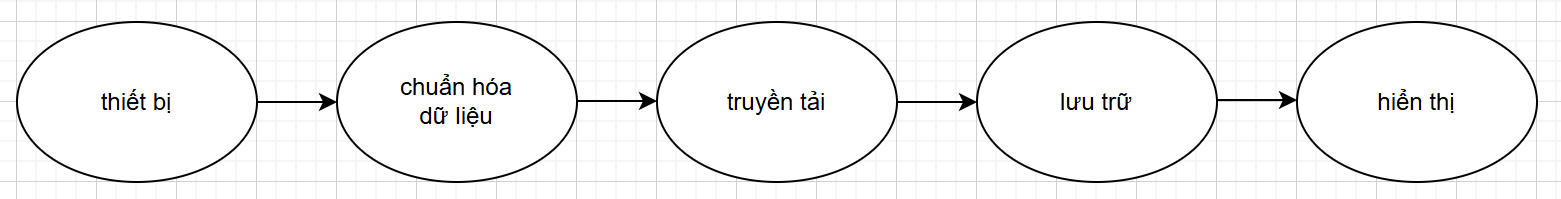 thiết bị
chuẩn hóa
dữ liệu
truyền tải
lưu trữ
hiển thị